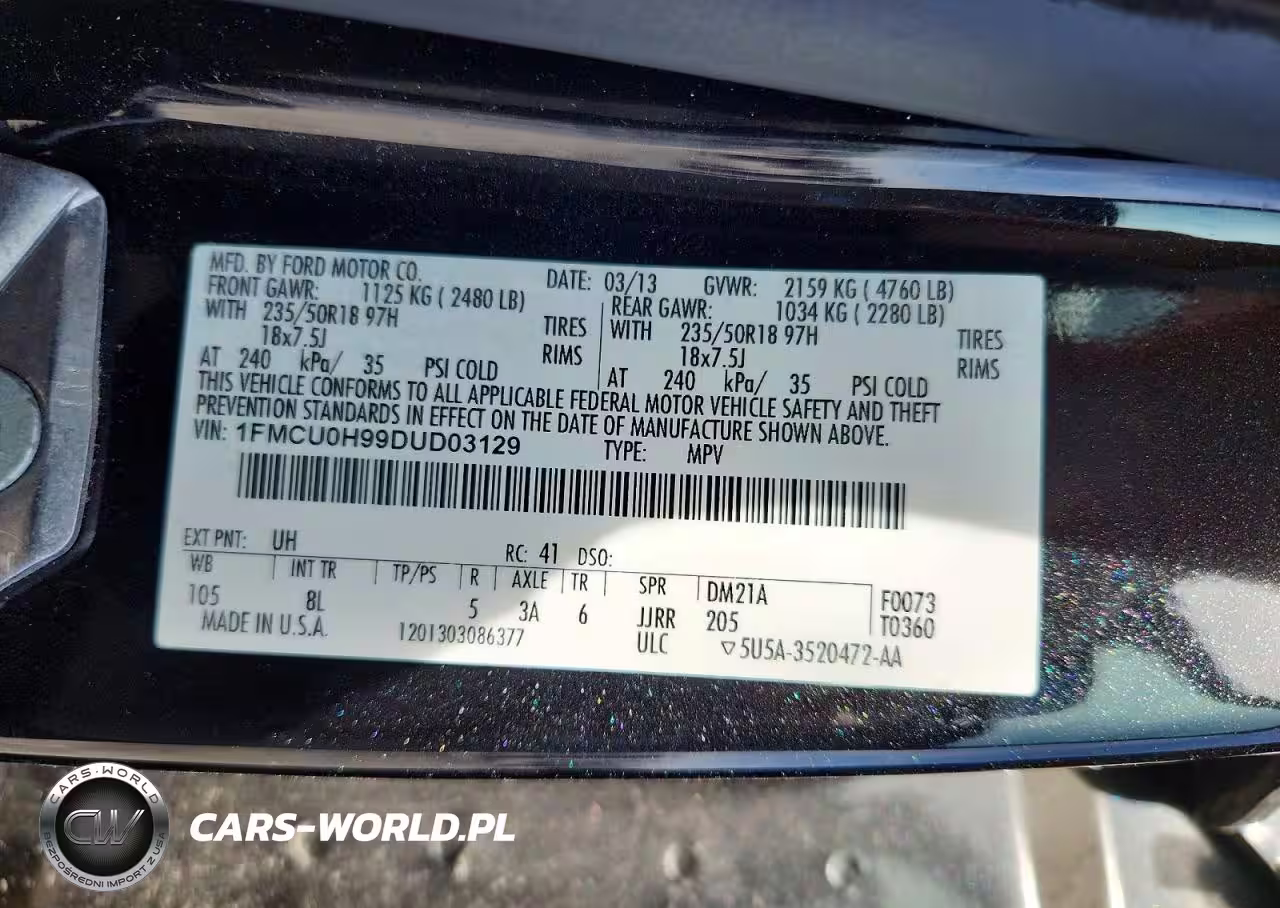 MFD. BY FORD MOTOR CO. DATE: 03/13 GVWR: 2159 KG ( 4760 LB)
FRONT GAWR: 1125 KG ( 2480 LB) REAR GAWR: 1034 KG ( 2280 LB)
WITH 235/50R18 97H TIRES WITH 235/50R18 97H TIRES
18x7.5J RIMS 18x7.5J RIMS
AT 240 kPa/ 35 PSI COLD AT 240 kPa/ 35 PSI COLD
THIS VEHICLE CONFORMS TO ALL APPLICABLE FEDERAL MOTOR VEHICLE SAFETY AND THEFT
PREVENTION STANDARDS IN EFFECT ON THE DATE OF MANUFACTURE SHOWN ABOVE.
VIN: 1FMCU0H99DUD03129 TYPE: MPV
EXT PNT: UH RC: 41 DSO:
WB INT TR TP/PS R AXLE TR SPR DM21A F0073
105 8L 5 3A 6 JJRR 205 T0360
MADE IN U.S.A. 1201303086377 ULC ▽5U5A-3520472-AA
CARS-WORLD
CW
BEZPOŚREDNI IMPORT Z USA
CARS-WORLD.PL